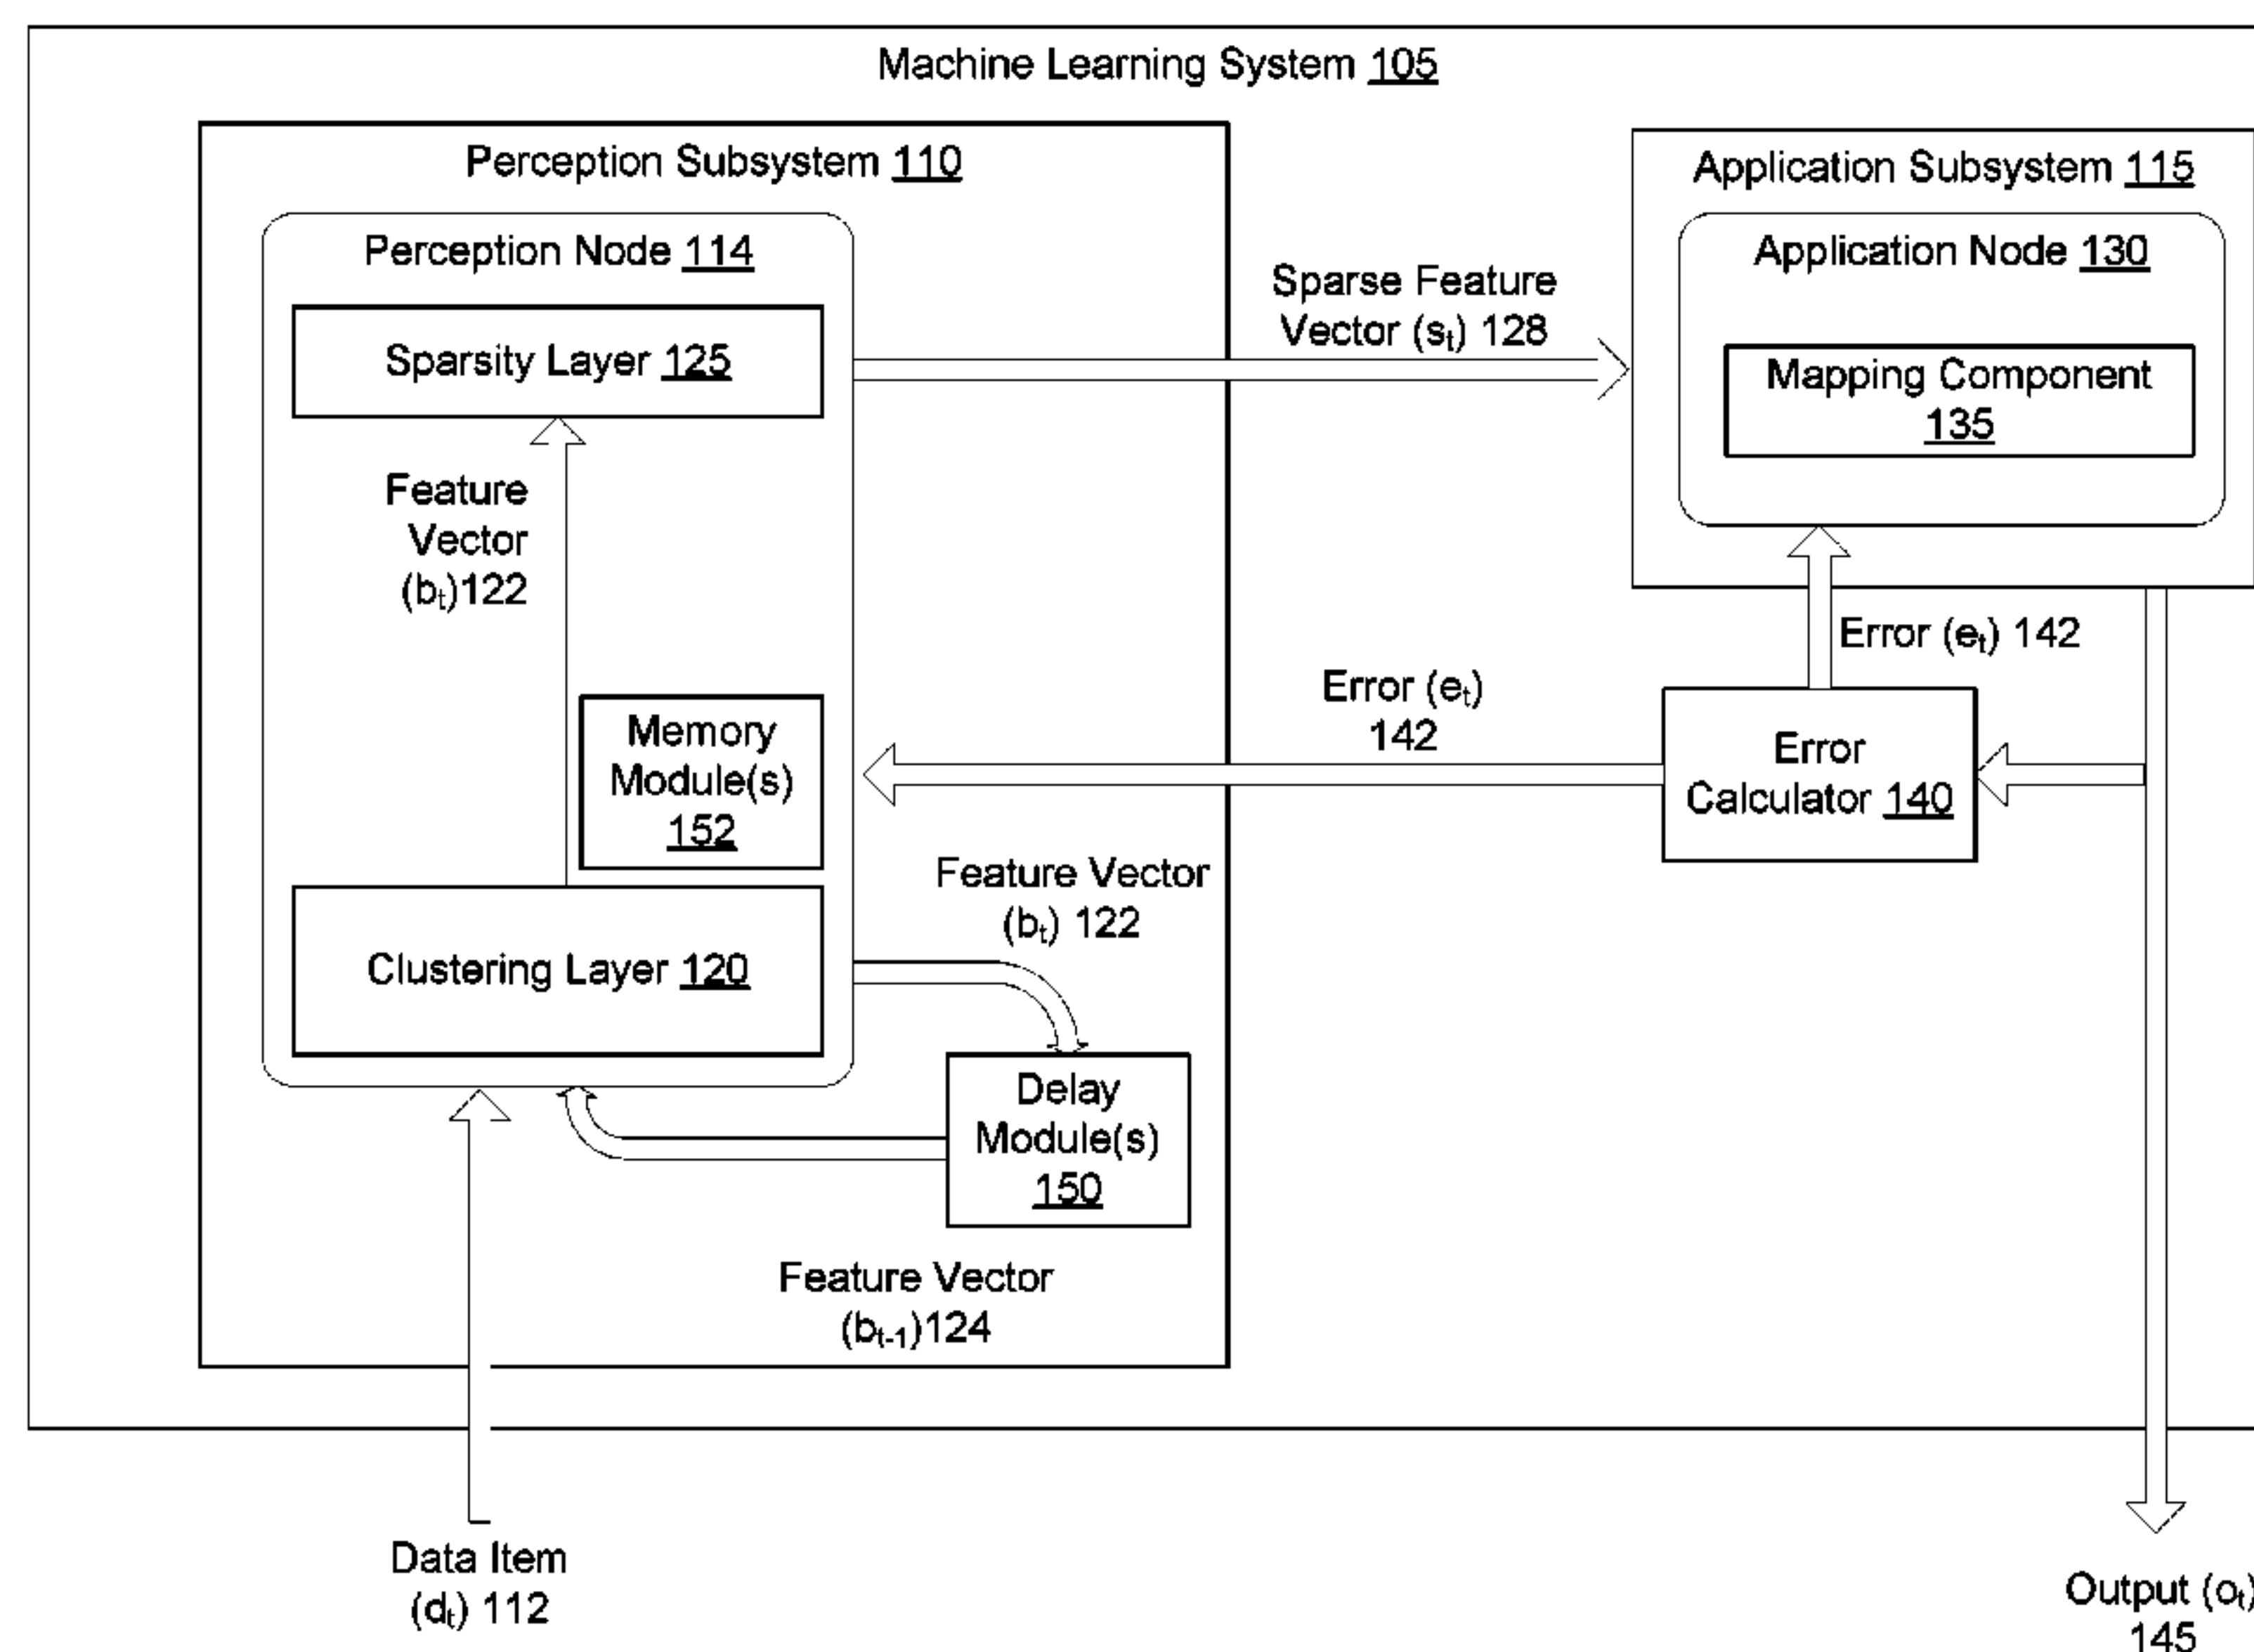 Machine Learning System 105
Perception Subsystem 110
Perception Node 114
Sparsity Layer 125
Feature
Vector
(bt)122
Memory
Module(s)
152
Clustering Layer 120
Feature Vector
(bt) 122
Delay
Module(s)
150
Feature Vector
(bt-1)124
Data Item
(dt) 112
Sparse Feature
Vector (st) 128
Application Subsystem 115
Application Node 130
Mapping Component
135
Error (et) 142
Error (et)
142
Error
Calculator 140
Output (ot)
145